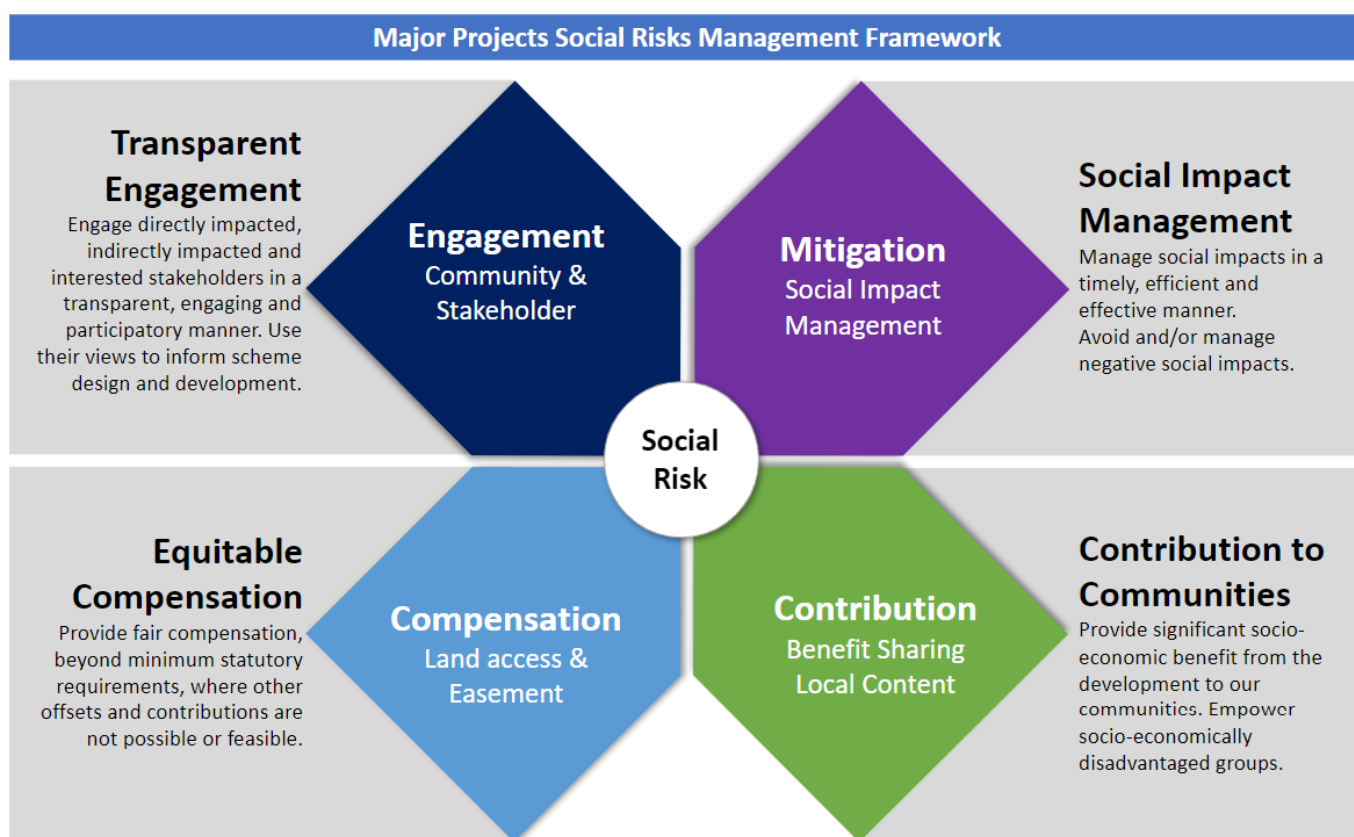 Major Projects Social Risks Management Framework
Transparent
Engagement
Engage directly impacted,
indirectly impacted and
interested stakeholders in a
transparent, engaging and
participatory manner. Use
their views to inform scheme
design and development.
Engagement
Community &
Stakeholder
Mitigation
Social Impact
Management
Social Impact
Management
Manage social impacts in a
timely, efficient and
effective manner.
Avoid and/or manage
negative social impacts.
Social
Risk
Equitable
Compensation
Provide fair compensation,
beyond minimum statutory
requirements, where other
offsets and contributions are
not possible or feasible.
Compensation
Land access &
Easement
Contribution
Benefit Sharing
Local Content
Contribution to
Communities
Provide significant socio-
economic benefit from the
development to our
communities. Empower
socio-economically
disadvantaged groups.